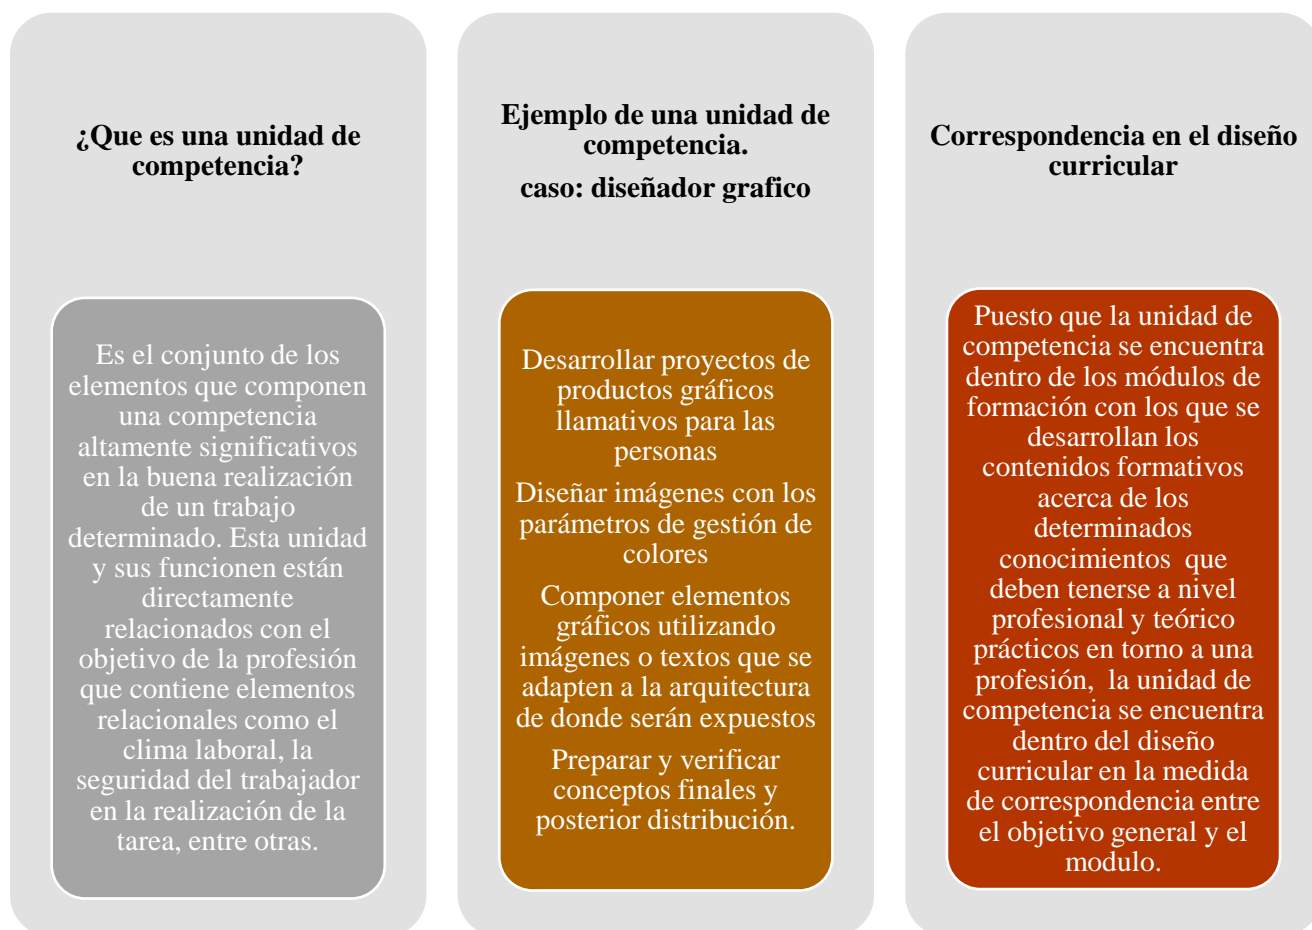 ¿Que es una unidad de
competencia?
Es el conjunto de los
elementos que componen
una competencia
altamente significativos
en la buena realización
de un trabajo
determinado. Esta unidad
y sus funcionen están
directamente
relacionados con el
objetivo de la profesión
que contiene elementos
relacionales como el
clima laboral, la
seguridad del trabajador
en la realización de la
tarea, entre otras.
Ejemplo de una unidad de
competencia.
caso: diseñador grafico
Desarrollar proyectos de
productos gráficos
llamativos para las
personas
Diseñar imágenes con los
parámetros de gestión de
colores
Componer elementos
gráficos utilizando
imágenes o textos que se
adapten a la arquitectura
de donde serán expuestos
Preparar y verificar
conceptos finales y
posterior distribución.
Correspondencia en el diseño
curricular
Puesto que la unidad de
competencia se encuentra
dentro de los módulos de
formación con los que se
desarrollan los
contenidos formativos
acerca de los
determinados
conocimientos que
deben tenerse a nivel
profesional y teórico
prácticos en torno a una
profesión, la unidad de
competencia se encuentra
dentro del diseño
curricular en la medida
de correspondencia entre
el objetivo general y el
modulo.